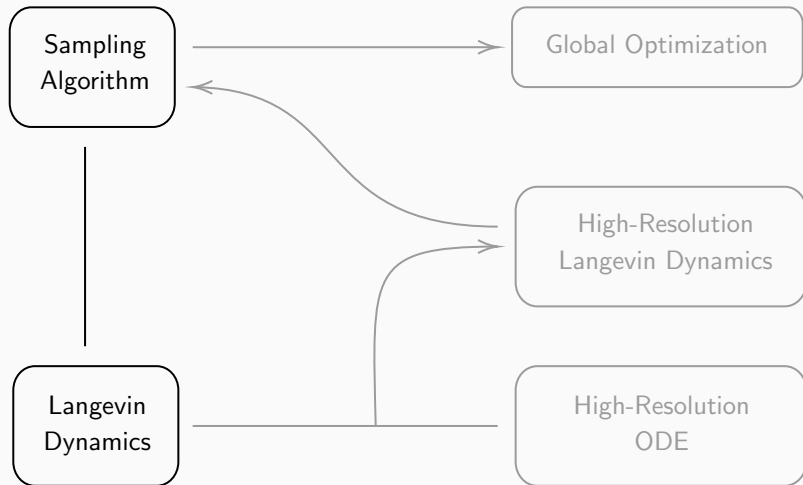 Sampling
Algorithm
Global Optimization
High-Resolution
Langevin Dynamics
Langevin
Dynamics
High-Resolution
ODE